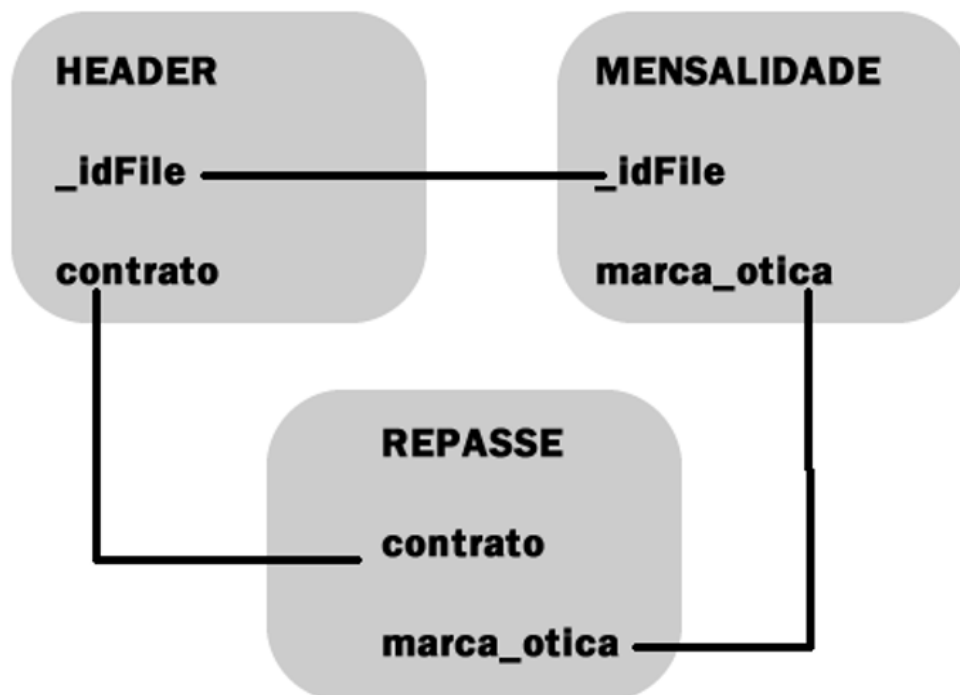 HEADER
_idFile
contrato
MENSALIDADE
_idFile
marca_otica
REPASSE
contrato
marca_otica